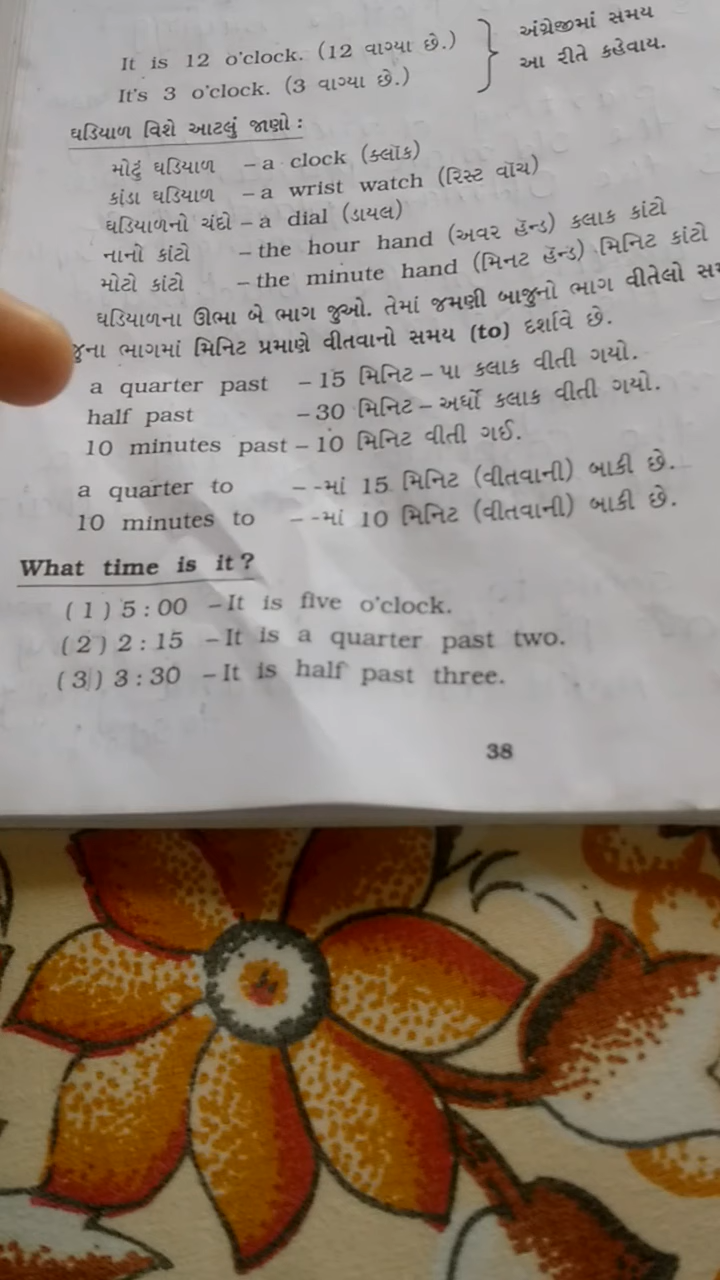 It is 12 o'clock. (12 વાગ્યા છે.)
It's 3 o'clock. (3 વાગ્યા છે.)
અંગ્રેજીમાં સમય
આ રીતે કહેવાય.
ઘડિયાળ વિશે આટલું જાણો :
મોટું ઘડિયાળ – a clock (ક્લૉક)
કાંડા ઘડિયાળ – a wrist watch (રિસ્ટ વૉચ)
ઘડિયાળનો ચંદો – a dial (ડાયલ)
નાનો કાંટો – the hour hand (અવર હૅન્ડ) કલાક કાંટો
મોટો કાંટો – the minute hand (મિનટ હૅન્ડ) મિનિટ કાંટો
ઘડિયાળના ઊભા બે ભાગ જુઓ. તેમાં જમણી બાજુનો ભાગ વીતેલો
ભાગમાં મિનિટ પ્રમાણે વીતવાનો સમય (to) દર્શાવે છે.
a quarter past – 15 મિનિટ – પા કલાક વીતી ગયો.
half past – 30 મિનિટ – અર્ધો કલાક વીતી ગયો.
10 minutes past – 10 મિનિટ વીતી ગઈ.
a quarter to – -માં 15 મિનિટ (વીતવાની) બાકી છે.
10 minutes to – -માં 10 મિનિટ (વીતવાની) બાકી છે.
What time is it ?
( 1 ) 5 : 00 – It is five o'clock.
( 2 ) 2 : 15 – It is a quarter past two.
( 3 ) 3 : 30 – It is half past three.
38